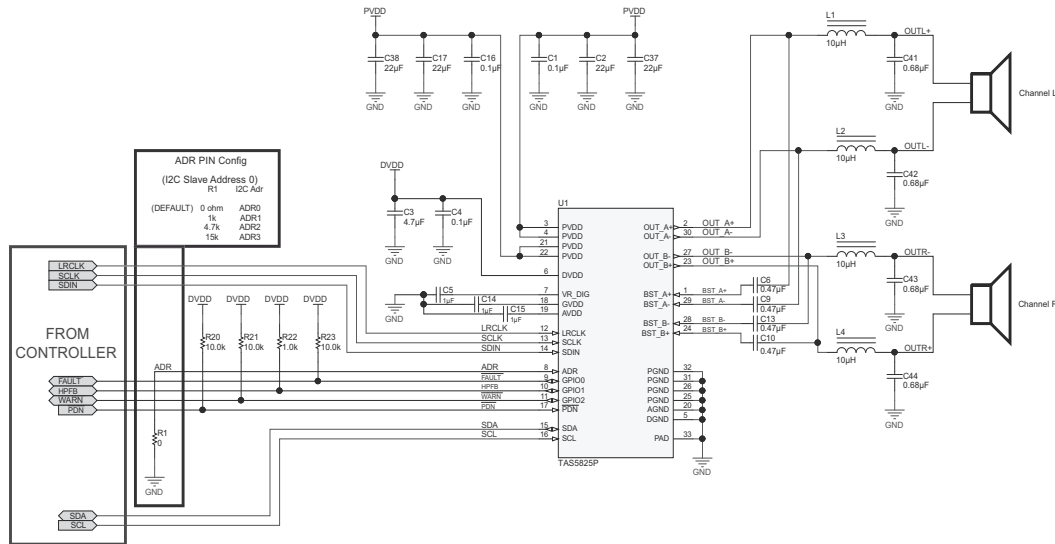 PVDD
PVDD
C38
22µF
C17
22µF
C16
0.1µF
C1
0.1µF
C2
22µF
C37
22µF
GND
GND
GND
GND
GND
GND
L1
10µH
OUTL+
C41
0.68µF
GND
Channel L
L2
10µH
OUTL-
C42
0.68µF
GND
ADR PIN Config
(I2C Slave Address 0)
R1 I2C Adr
(DEFAULT) 0 ohm ADR0
1k ADR1
4.7k ADR2
15k ADR3
DVDD
C3
4.7µF
C4
0.1µF
GND
GND
U1
3 PVDD
4 PVDD
21 PVDD
22 PVDD
6 DVDD
7 VR_DIG
18 GVDD
19 AVDD
12 LRCLK
13 SCLK
14 SDIN
8 ADR
9 GPIO0
10 GPIO1
11 GPIO2
17 PDN
15 SDA
16 SCL
OUT_A+ 2 OUT_A+
OUT_A- 30 OUT_A-
OUT_B- 27 OUT_B-
OUT_B+ 23 OUT_B+
BST_A+ 1 BST_A+
BST_A- 29 BST_A-
BST_B- 28 BST_B-
BST_B+ 24 BST_B+
PGND 32
PGND 31
PGND 26
PGND 25
AGND 20
DGND 5
PAD 33
GND
TAS5825P
C6
0.47µF
C9
0.47µF
C13
0.47µF
C10
0.47µF
L3
10µH
OUTR-
C43
0.68µF
GND
Channel R
L4
10µH
OUTR+
C44
0.68µF
GND
C5
1µF
C14
1µF
C15
1µF
GND
LRCLK
SCLK
SDIN
LRCLK
SCLK
SDIN
DVDD
DVDD
DVDD
DVDD
R20
10.0k
R21
10.0k
R22
1.0k
R23
10.0k
FROM
CONTROLLER
ADR
ADR
FAULT
HPFB
WARN
PDN
FAULT
HPFB
WARN
PDN
R1
0
GND
SDA
SCL
SDA
SCL